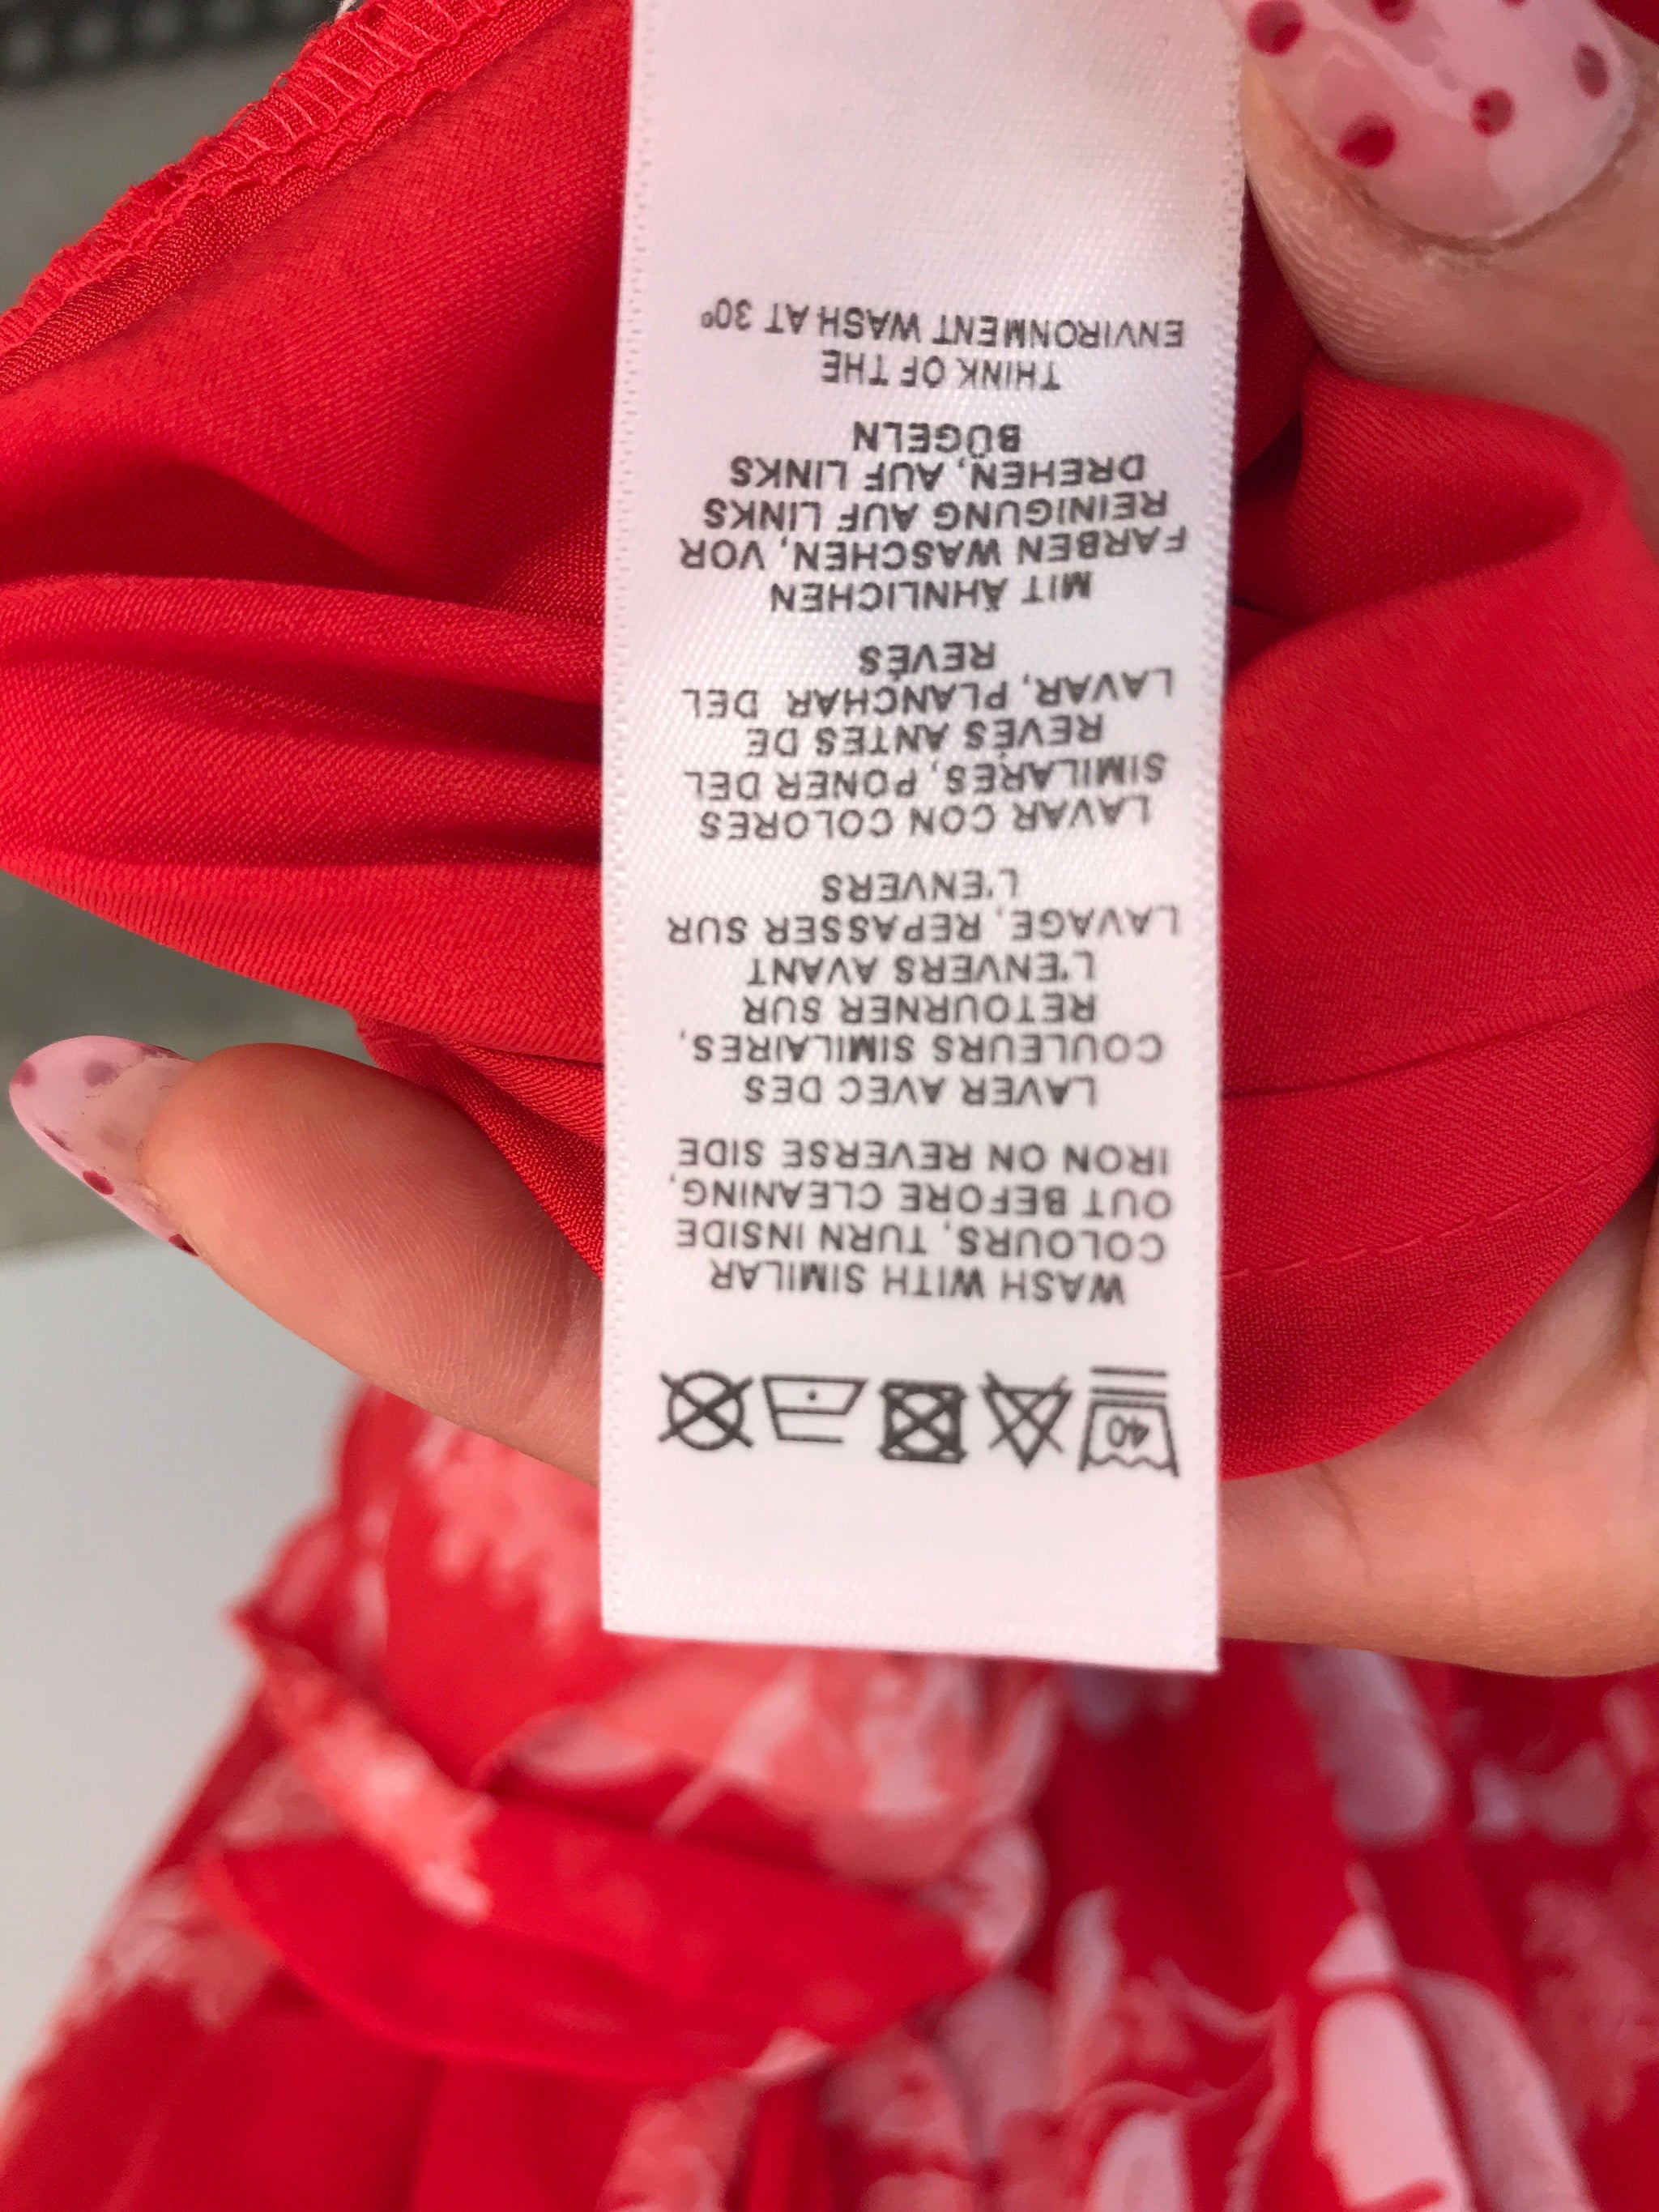 40
WASH WITH SIMILAR
COLOURS, TURN INSIDE
OUT BEFORE CLEANING,
IRON ON REVERSE SIDE
LAVER AVEC DES
COULEURS SIMILAIRES,
RETOURNER SUR
L'ENVERS AVANT
LAVAGE, REPASSER SUR
L'ENVERS
LAVAR CON COLORES
SIMILARES, PONER DEL
REVÉS ANTES DE
LAVAR, PLANCHAR DEL
REVÉS
MIT ÄHNLICHEN
FARBEN WASCHEN, VOR
REINIGUNG AUF LINKS
DREHEN, AUF LINKS
BÜGELN
THINK OF THE
ENVIRONMENT WASH AT 30°